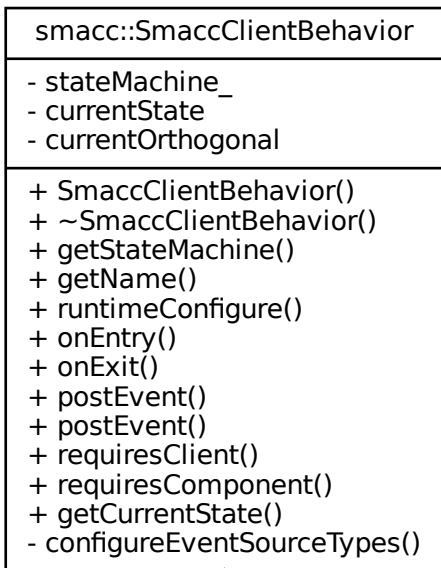 smacc::SmaccClientBehavior
- stateMachine_
- currentState
- currentOrthogonal
+ SmaccClientBehavior()
+ ~SmaccClientBehavior()
+ getStateMachine()
+ getName()
+ runtimeConfigure()
+ onEntry()
+ onExit()
+ postEvent()
+ postEvent()
+ requiresClient()
+ requiresComponent()
+ getCurrentState()
- configureEventSourceTypes()